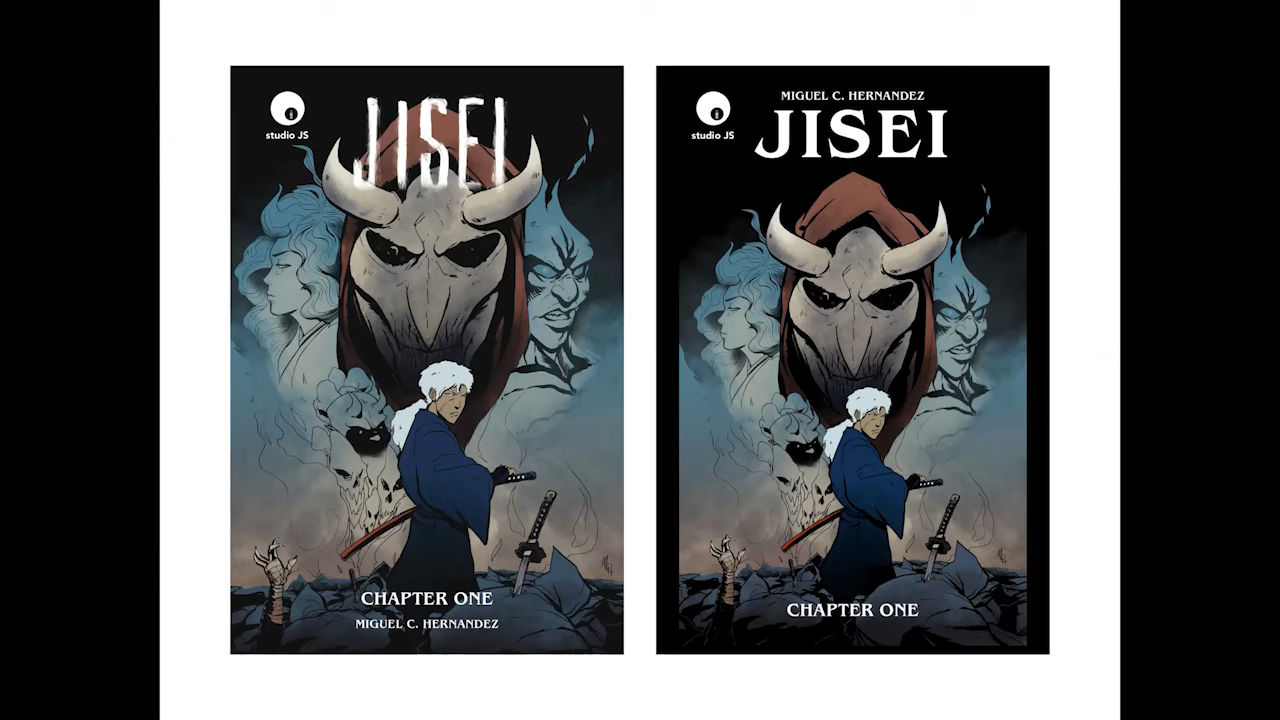 studio JS
JISEI
CHAPTER ONE
MIGUEL C. HERNANDEZ
studio JS
MIGUEL C. HERNANDEZ
JISEI
CHAPTER ONE